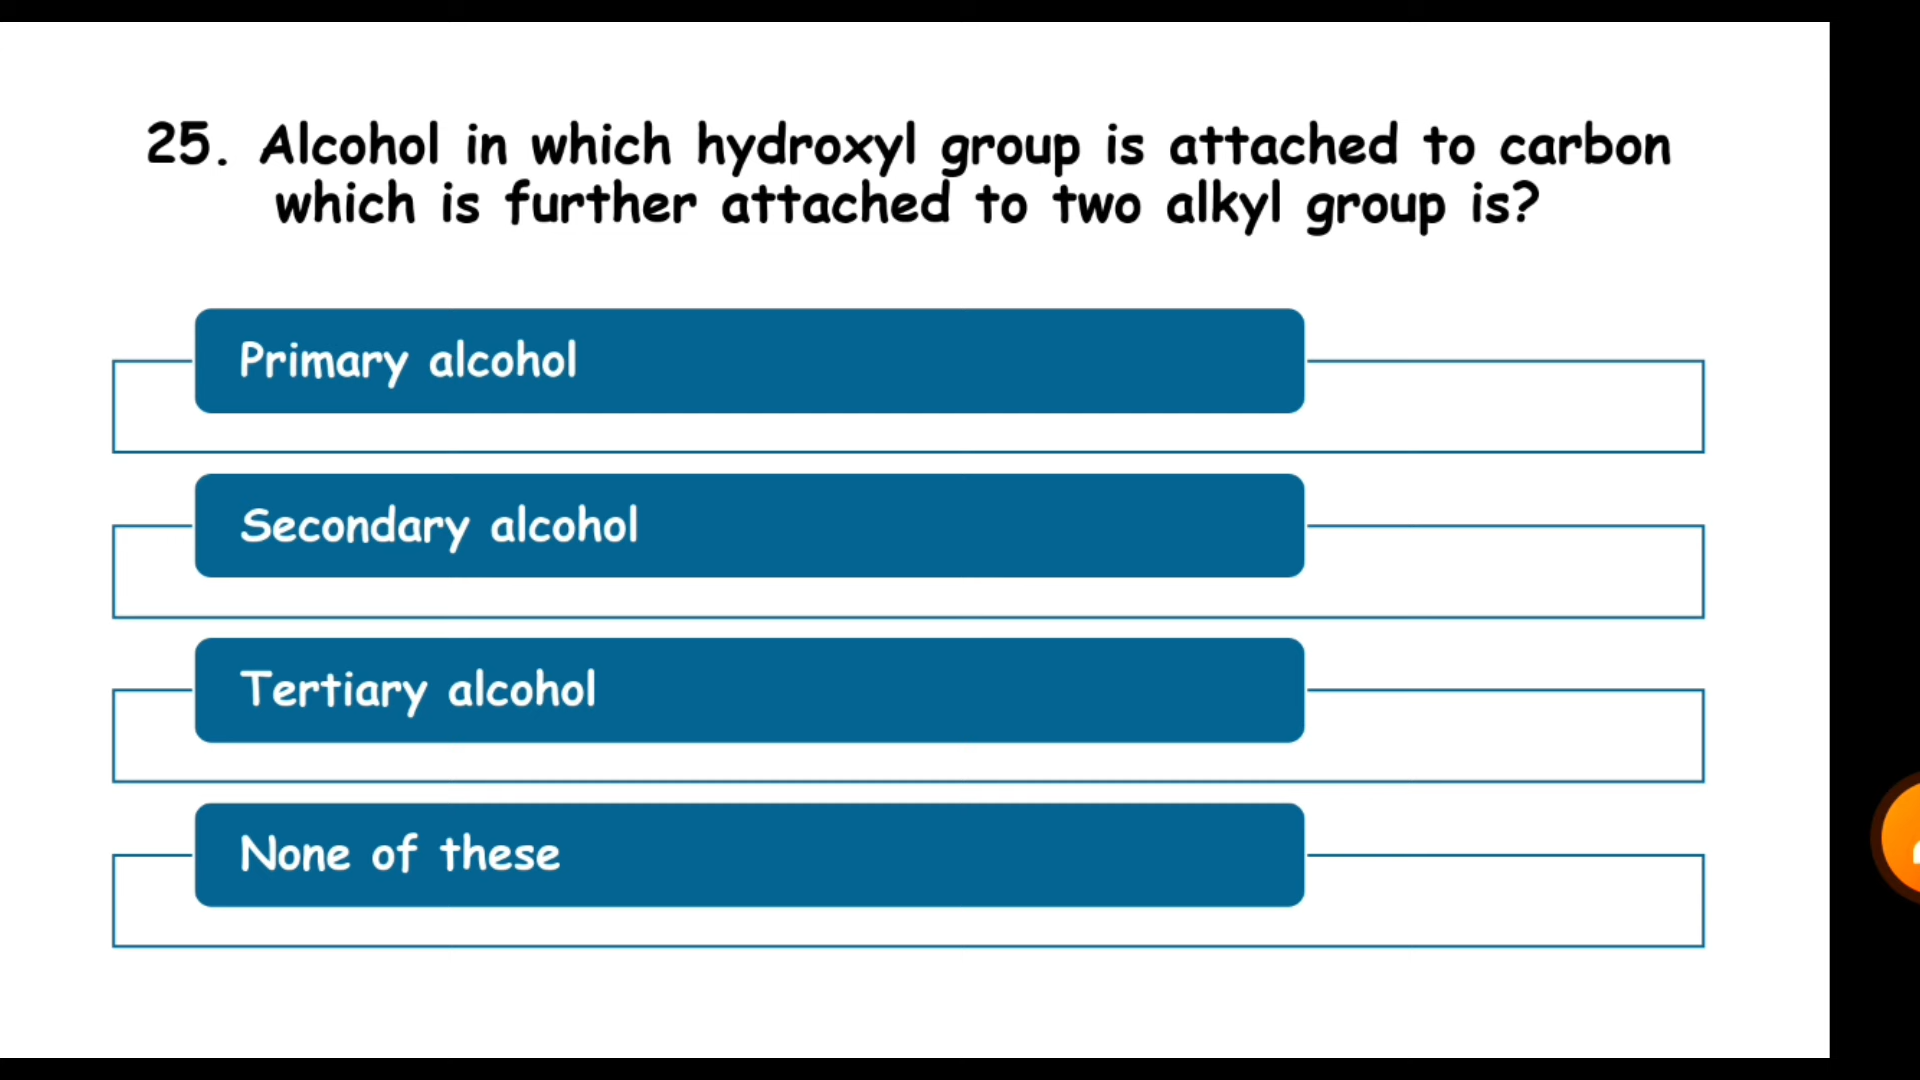 25. Alcohol in which hydroxyl group is attached to carbon
which is further attached to two alkyl group is?
Primary alcohol
Secondary alcohol
Tertiary alcohol
None of these